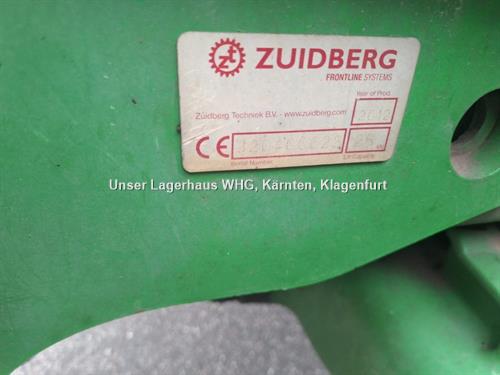 ZUIDBERG
FRONTLINE SYSTEMS
Year of Prod.
Zuidberg Techniek B.V. - www.zuidberg.com
2012
CE
Serial Number
Lift Capacity
Unser Lagerhaus WHG, Kärnten, Klagenfurt